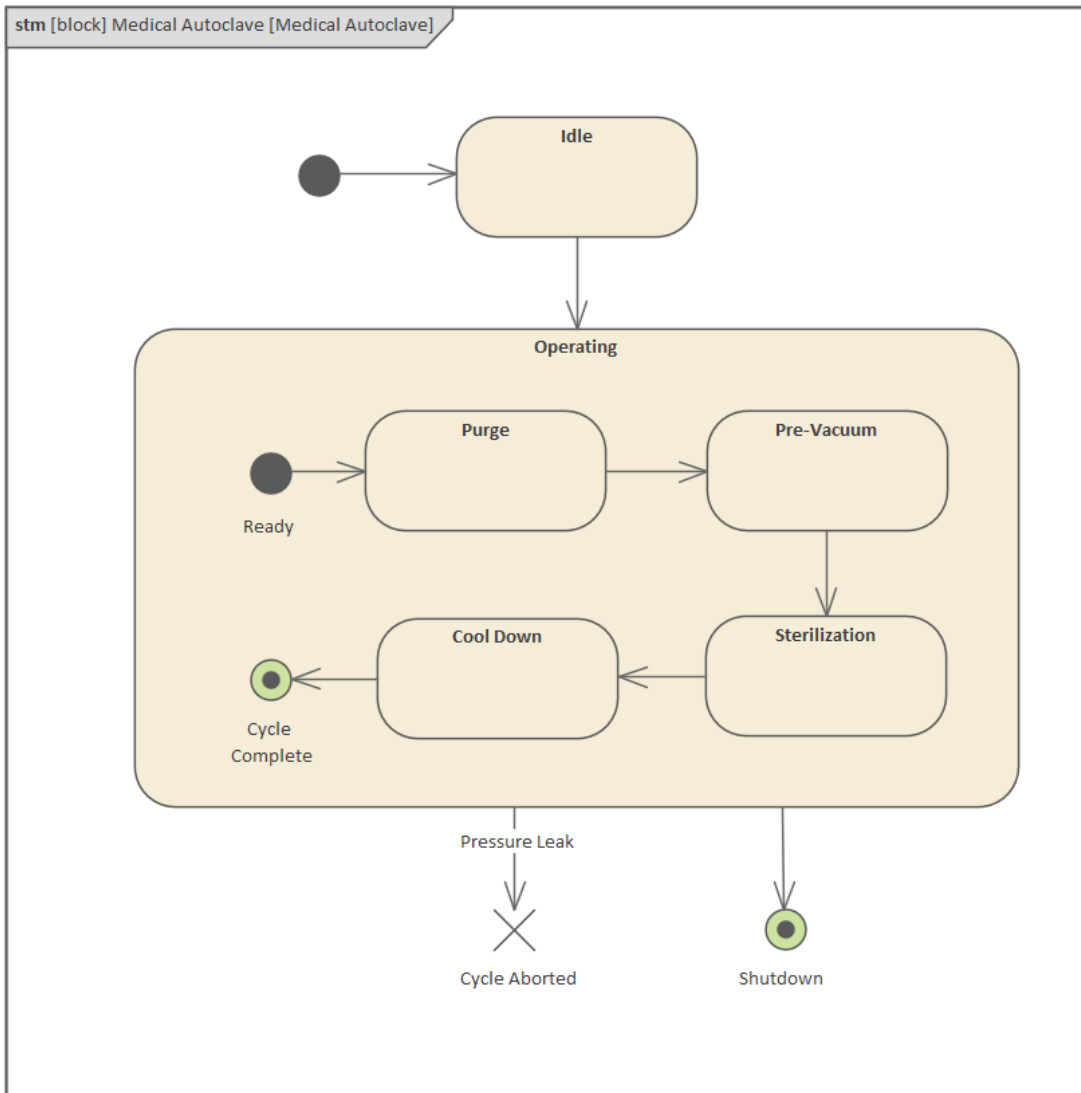 stm [block] Medical Autoclave [Medical Autoclave]
Idle
Operating
Purge
Pre-Vacuum
Ready
Cool Down
Sterilization
Cycle
Complete
Pressure Leak
Cycle Aborted
Shutdown